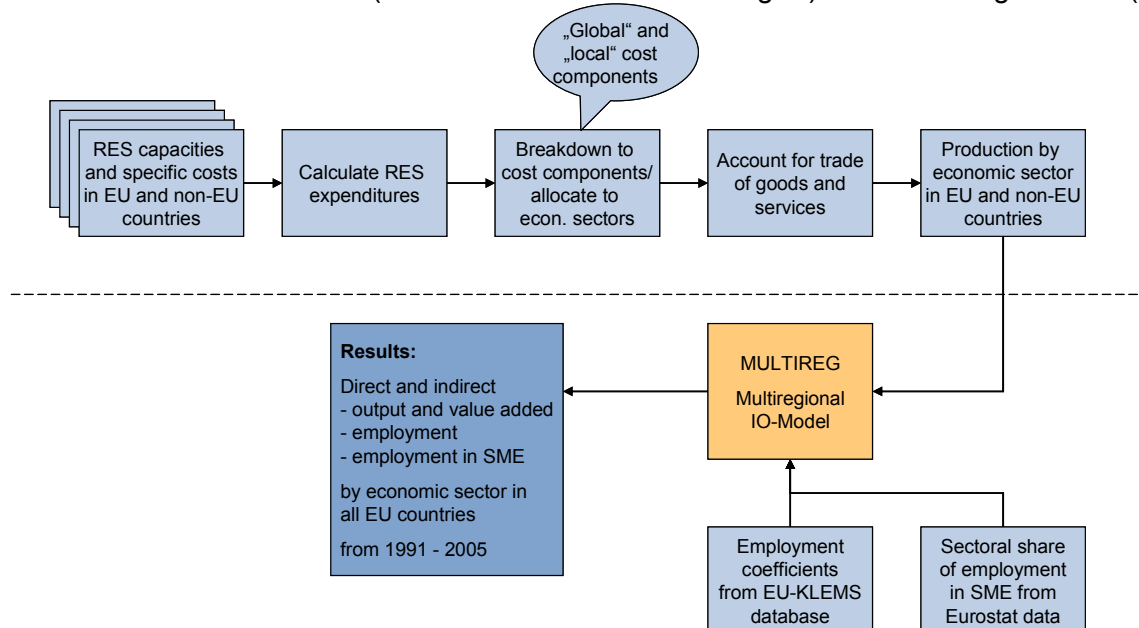 „Global“ and
„local“ cost
components
RES capacities
and specific costs
in EU and non-EU
countries
Calculate RES
expenditures
Breakdown to
cost components/
allocate to
econ. sectors
Account for trade
of goods and
services
Production by
economic sector
in EU and non-EU
countries
Results:
Direct and indirect
- output and value added
- employment
- employment in SME
by economic sector in
all EU countries
from 1991 - 2005
MULTIREG
Multiregional
IO-Model
Employment
coefficients
from EU-KLEMS
database
Sectoral share
of employment
in SME from
Eurostat data